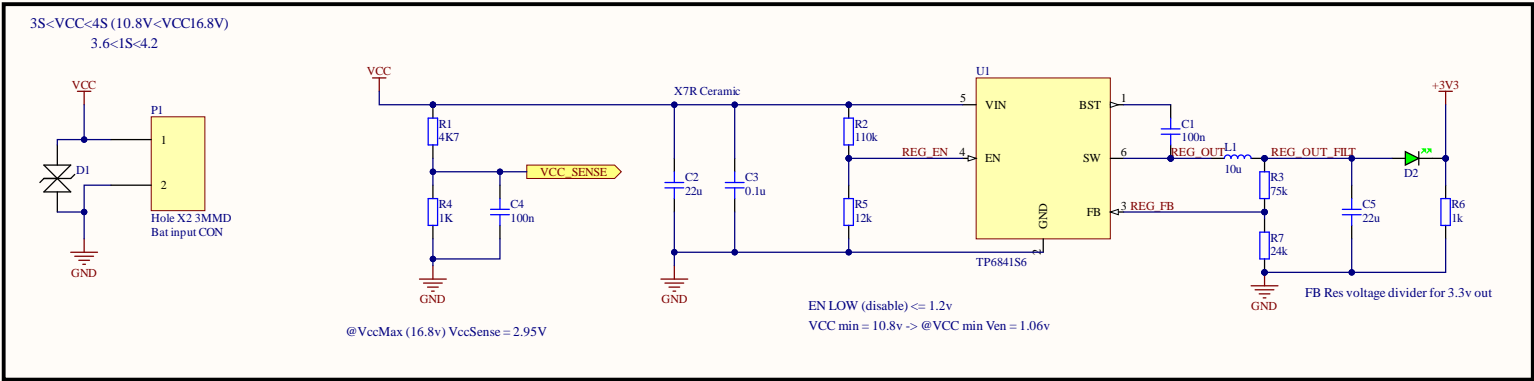 3S<VCC<4S (10.8V<VCC16.8V)
3.6<1S<4.2
VCC
P1
1
2
D1
Hole X2 3MMD
Bat input CON
GND
VCC
R1
4K7
VCC_SENSE
R4
1K
C4
100n
GND
@VccMax (16.8v) VccSense = 2.95V
X7R Ceramic
C2
22u
C3
0.1u
GND
R2
110k
REG_EN
R5
12k
U1
5
VIN
BST
1
4
EN
SW
6
GND
2
FB
3
TP6841S6
REG_FB
C1
100n
REG_OUT
L1
10u
REG_OUT_FILT
R3
75k
R7
24k
C5
22u
D2
+3V3
R6
1k
GND
FB Res voltage divider for 3.3v out
EN LOW (disable) <= 1.2v
VCC min = 10.8v -> @VCC min Ven = 1.06v